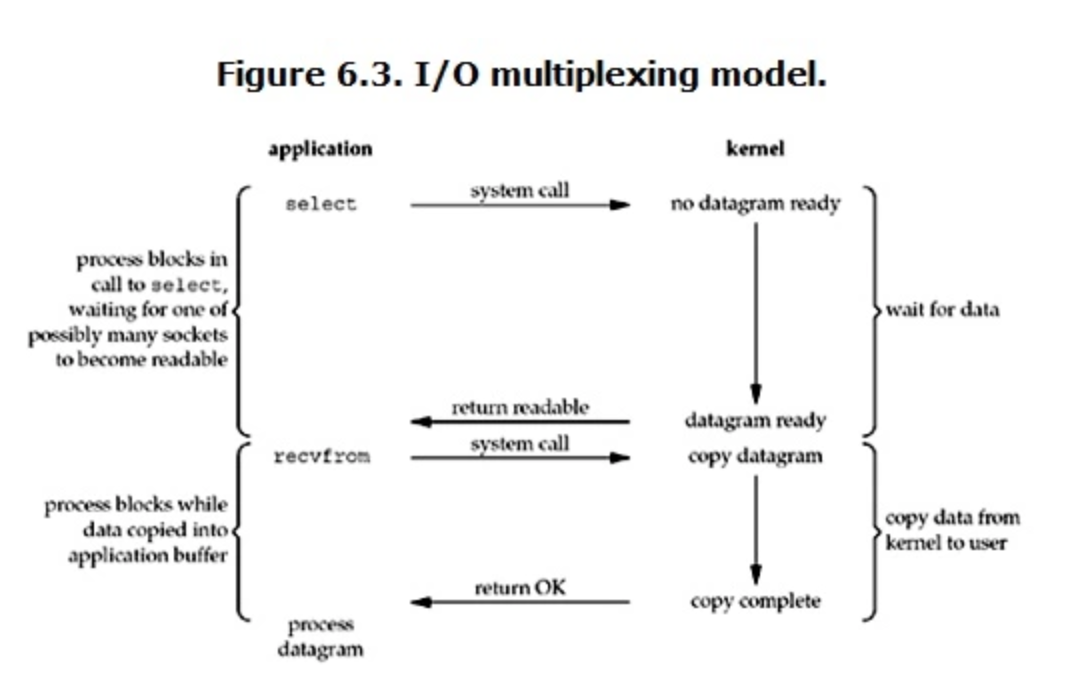 Figure 6.3. I/O multiplexing model.
application
kernel
select
system call
no datagram ready
process blocks in
call to select,
waiting for one of
possibly many sockets
to become readable
wait for data
return readable
datagram ready
recvfrom
system call
copy datagram
process blocks while
data copied into
application buffer
copy data from
kernel to user
return OK
copy complete
process
datagram